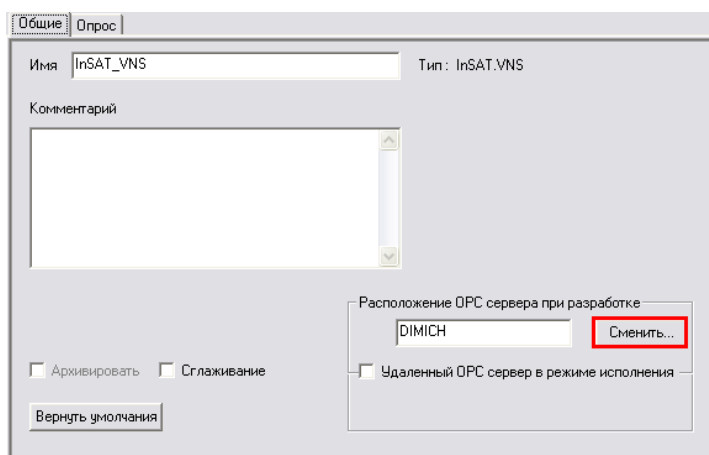 Общие Опрос
Имя InSAT_VNS Тип: InSAT.VNS
Комментарий
Расположение OPC сервера при разработке
DIMICH Сменить...
Архивировать Сглаживание Удаленный OPC сервер в режиме исполнения
Вернуть умолчания